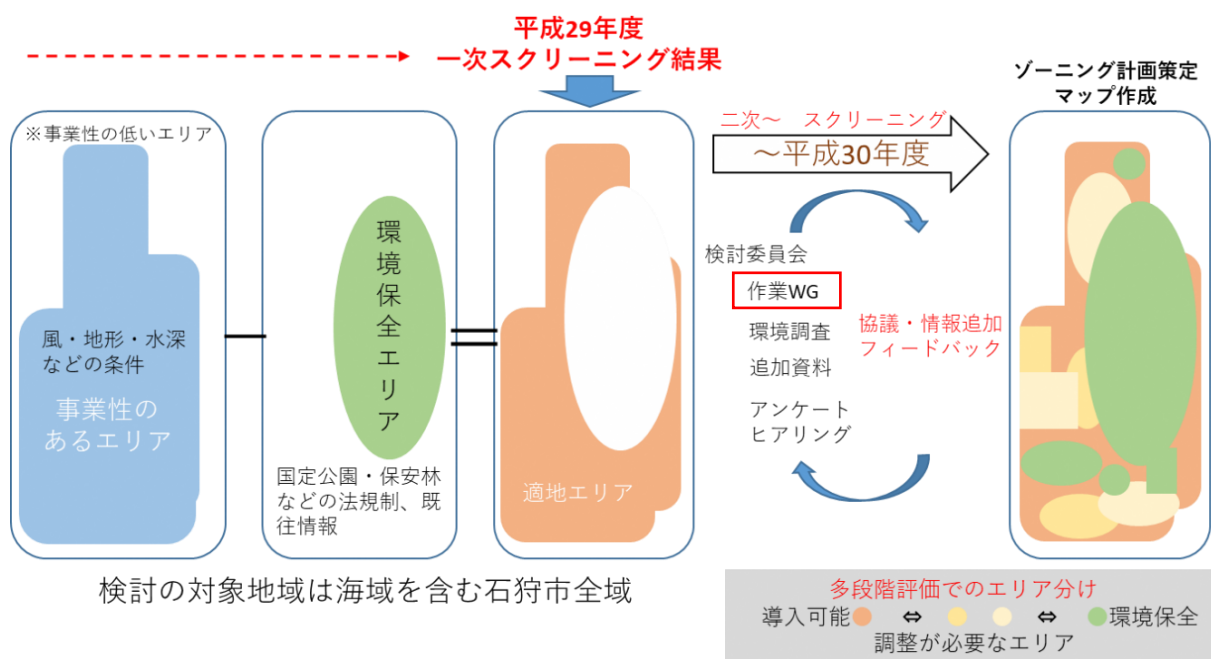 平成29年度
一次スクリーニング結果
ゾーニング計画策定
マップ作成
※事業性の低いエリア
風・地形・水深
などの条件
事業性の
あるエリア
環境保全エリア
国定公園・保安林
などの法規制、既
往情報
適地エリア
二次~ スクリーニング
~平成30年度
検討委員会
作業WG
環境調査
追加資料
アンケート
ヒアリング
協議・情報追加
フィードバック
検討の対象地域は海域を含む石狩市全域
多段階評価でのエリア分け
導入可能 ⇔ ⇔ 環境保全
調整が必要なエリア